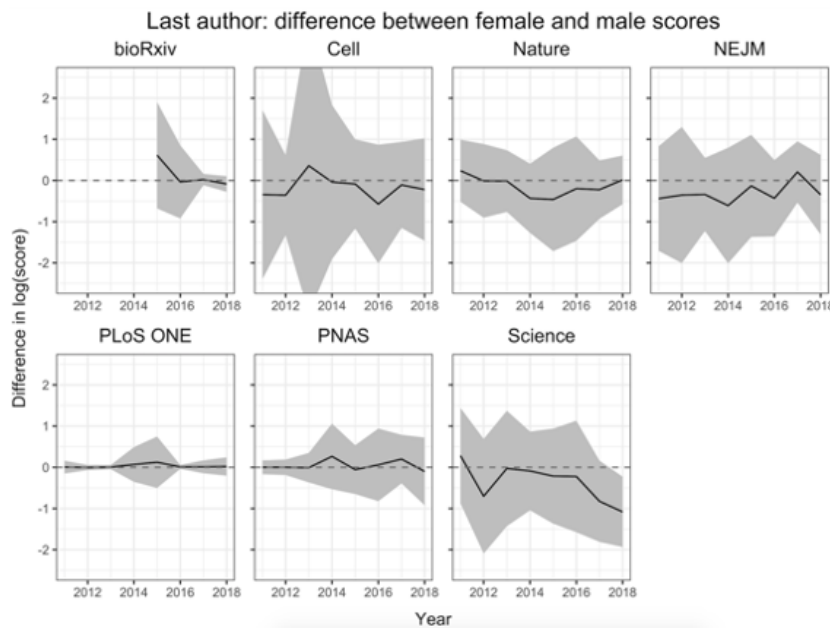 Last author: difference between female and male scores
bioRxiv Cell Nature NEJM
2
1
0
-1
-2
2012 2014 2016 2018 2012 2014 2016 2018 2012 2014 2016 2018 2012 2014 2016 2018
Difference in log(score)
PLoS ONE PNAS Science
2
1
0
-1
-2
2012 2014 2016 2018 2012 2014 2016 2018 2012 2014 2016 2018
Year